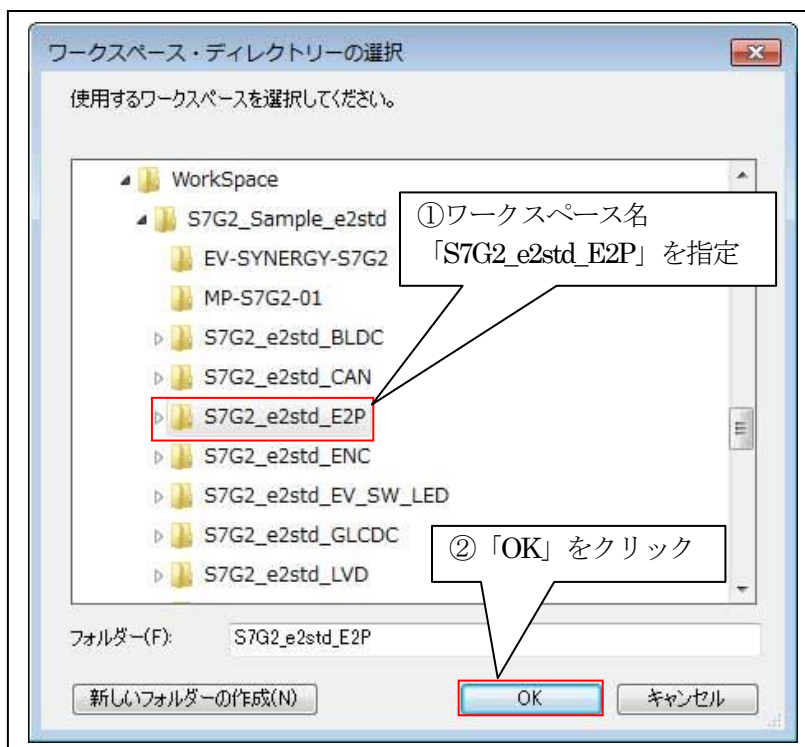 ワークスペース・ディレクトリーの選択
使用するワークスペースを選択してください。
WorkSpace
S7G2_Sample_e2std
①ワークスペース名
「S7G2_e2std_E2P」を指定
EV-SYNERGY-S7G2
MP-S7G2-01
S7G2_e2std_BLDC
S7G2_e2std_CAN
S7G2_e2std_E2P
S7G2_e2std_ENC
S7G2_e2std_EV_SW_LED
S7G2_e2std_GLCDC
②「OK」をクリック
S7G2_e2std_LVD
フォルダー(F): S7G2_e2std_E2P
新しいフォルダーの作成(N) OK キャンセル